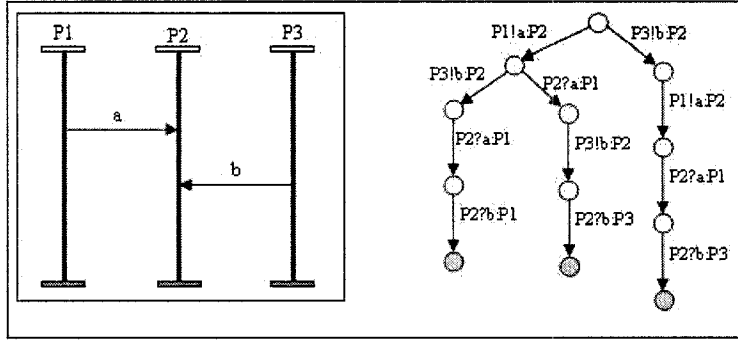 P1 P2 P3
a
b
P1!a:P2 P3!b:P2
P3!b:P2 P2?a:P1 P1!a:P2
P2?a:P1 P3!b:P2 P2?a:P1
P2?b:P1 P2?b:P3 P2?b:P3